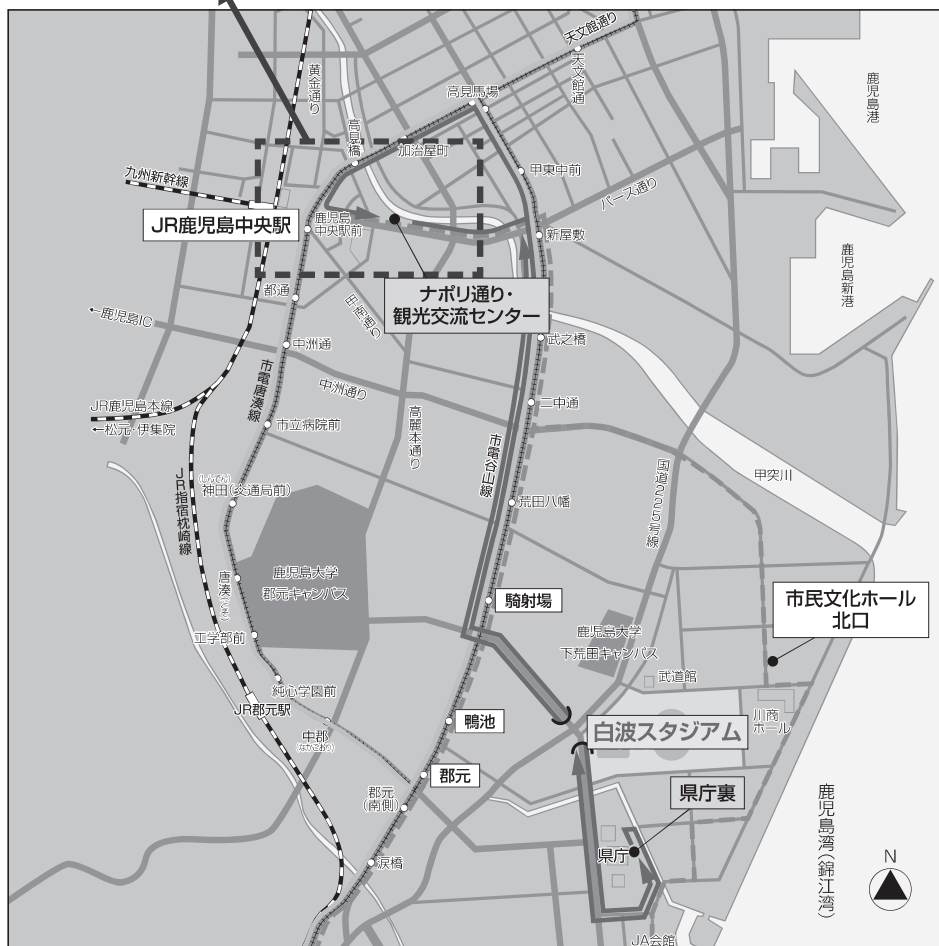 天文館通り
天文館通
黄金通り
高見馬場
高見橋
加治屋町
鹿児島港
甲東中前
九州新幹線
パース通り
JR鹿児島中央駅
鹿児島
中央駅前
新屋敷
鹿児島新港
都通
甲南通り
ナポリ通り・
観光交流センター
←鹿児島IC
中洲通
武之橋
市電唐湊線
中洲通り
二中通
JR鹿児島本線
←松元・伊集院
市立病院前
高麗本通り
市電谷山線
国道225号線
甲突川
(しんでん)
神田(交通局前)
荒田八幡
JR指宿枕崎線
鹿児島大学
郡元キャンパス
唐湊(とそ)
騎射場
市民文化ホール
北口
鹿児島大学
下荒田キャンパス
工学部前
武道館
純心学園前
JR郡元駅
鴨池
川商
ホール
白波スタジアム
中郡
(なかごおり)
郡元
郡元
(南側)
県庁裏
鹿児島湾(錦江湾)
県庁
涙橋
N
JA会館